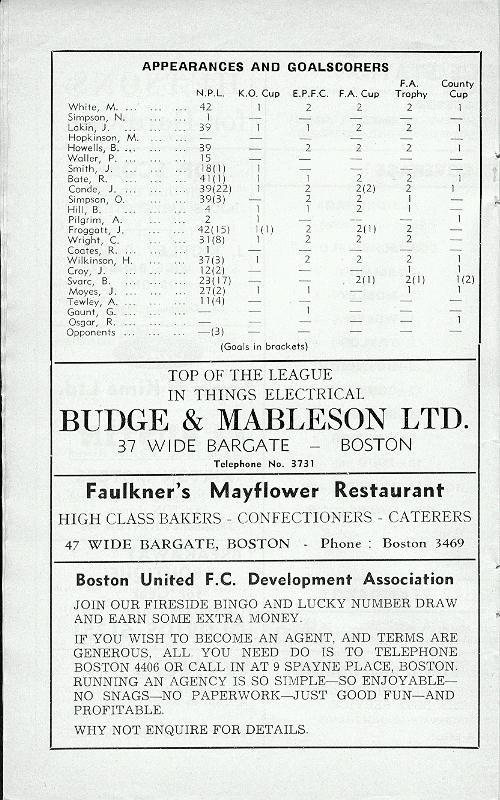 APPEARANCES AND GOALSCORERS
N.P.L. K.O. Cup E.P.F.C. F.A. Cup F.A. Trophy County Cup
White, M. ... ... ... 42 1 2 2 2 1
Simpson, N. ... ... 1 — — — — —
Lakin, J. ... ... ... 39 1 1 2 2 1
Hopkinson, M. ... ... — — — — — —
Howells, B. ... ... ... 39 — 2 2 2 1
Waller, P. ... ... ... 15 — — — — —
Smith, J. ... ... ... 18(1) 1 — — — —
Bate, R. ... ... ... 41(1) 1 1 2 2 1
Conde, J. ... ... ... 39(22) 1 2 2(2) 2 1
Simpson, O. ... ... 39(3) — 2 2 1 —
Hill, B. ... ... ... 4 1 1 2 1 —
Pilgrim, A. ... ... ... 2 1 — — — 1
Froggatt, J. ... ... ... 42(15) 1(1) 2 2(1) 2 —
Wright, C. ... ... ... 31(8) 1 2 2 2 —
Coates, R. ... ... ... 1 — — — — —
Wilkinson, H. ... ... 37(3) 1 2 2 2 1
Croy, J. ... ... ... 12(2) — — — 1 1
Svarc, B. ... ... ... 23(17) — — 2(1) 2(1) 1(2)
Moyes, J. ... ... ... 27(2) 1 1 — 1 1
Tewley, A. ... ... ... 11(4) — — — — —
Gaunt, G. ... ... ... — — 1 — — —
Osgar, R. ... ... ... — — — — — 1
Opponents ... ... ... —(3) — — — — —
(Goals in brackets)
TOP OF THE LEAGUE
IN THINGS ELECTRICAL
BUDGE & MABLESON LTD.
37 WIDE BARGATE – BOSTON
Telephone No. 3731
Faulkner's Mayflower Restaurant
HIGH CLASS BAKERS - CONFECTIONERS - CATERERS
47 WIDE BARGATE, BOSTON - Phone : Boston 3469
Boston United F.C. Development Association
JOIN OUR FIRESIDE BINGO AND LUCKY NUMBER DRAW
AND EARN SOME EXTRA MONEY.
IF YOU WISH TO BECOME AN AGENT, AND TERMS ARE
GENEROUS, ALL YOU NEED DO IS TO TELEPHONE
BOSTON 4406 OR CALL IN AT 9 SPAYNE PLACE, BOSTON.
RUNNING AN AGENCY IS SO SIMPLE—SO ENJOYABLE—
NO SNAGS—NO PAPERWORK—JUST GOOD FUN—AND
PROFITABLE.
WHY NOT ENQUIRE FOR DETAILS.